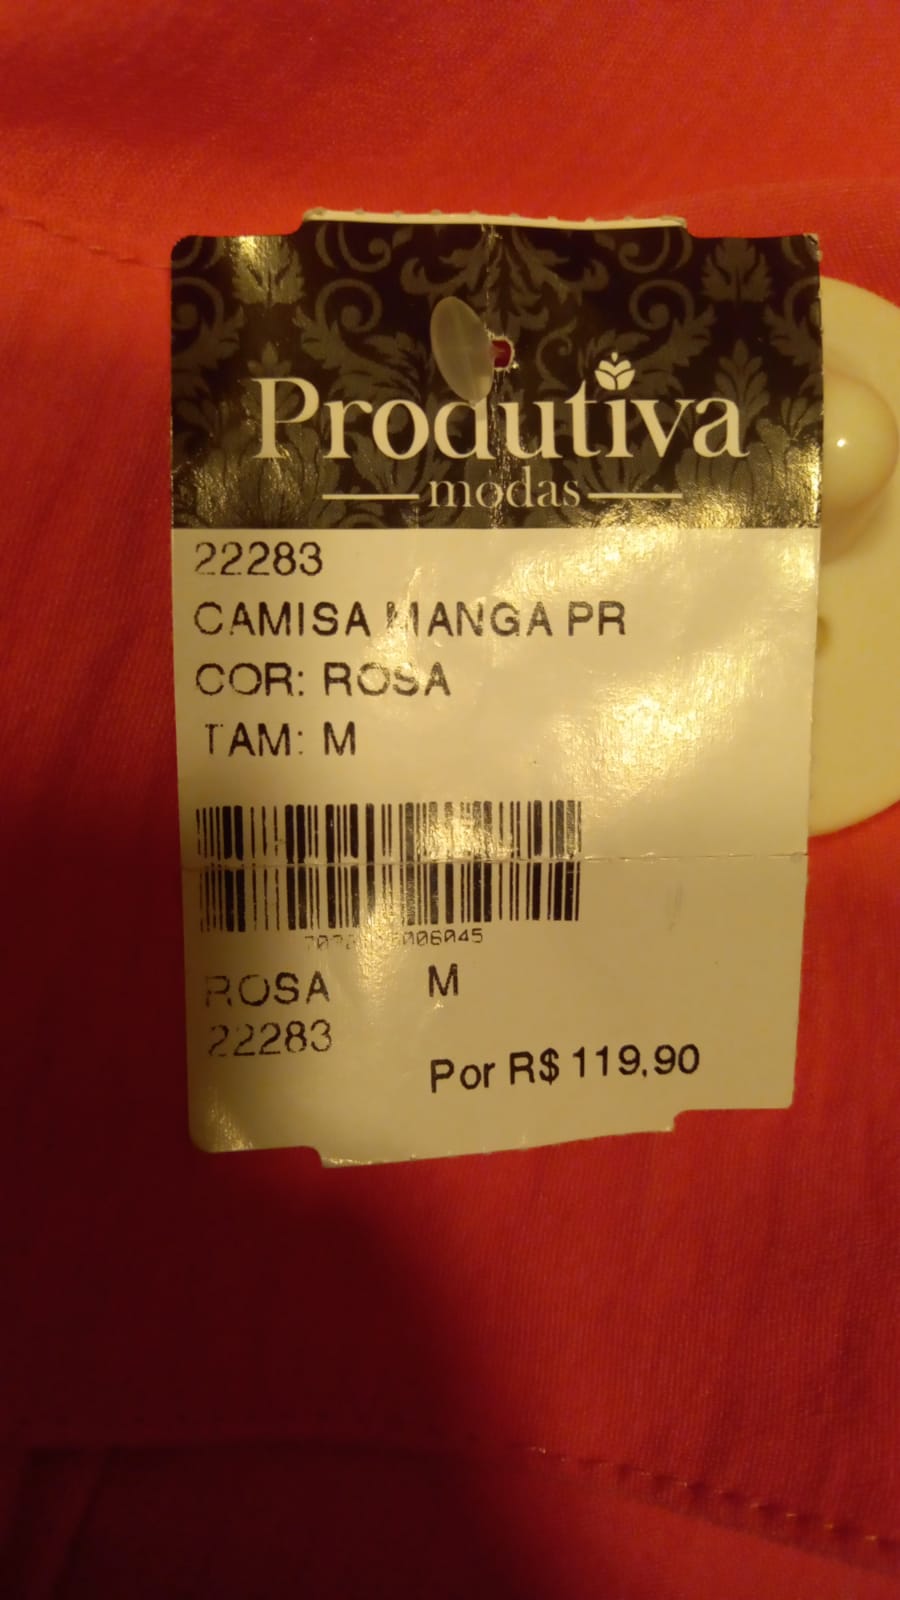 Produtiva
modas
22283
CAMISA MANGA PR
COR: ROSA
TAM: M
ROSA M
22283
Por R$ 119,90